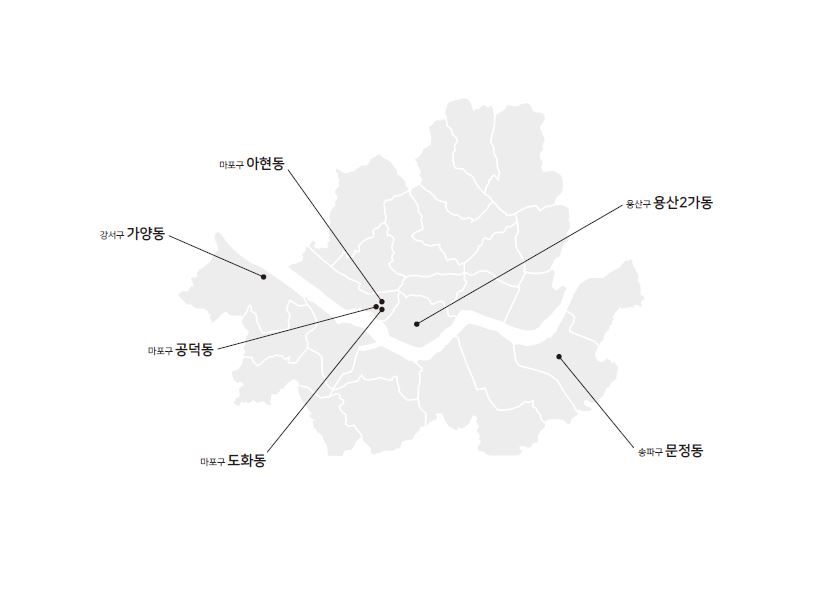 마포구 아현동
용산구 용산2가동
강서구 가양동
마포구 공덕동
송파구 문정동
마포구 도화동